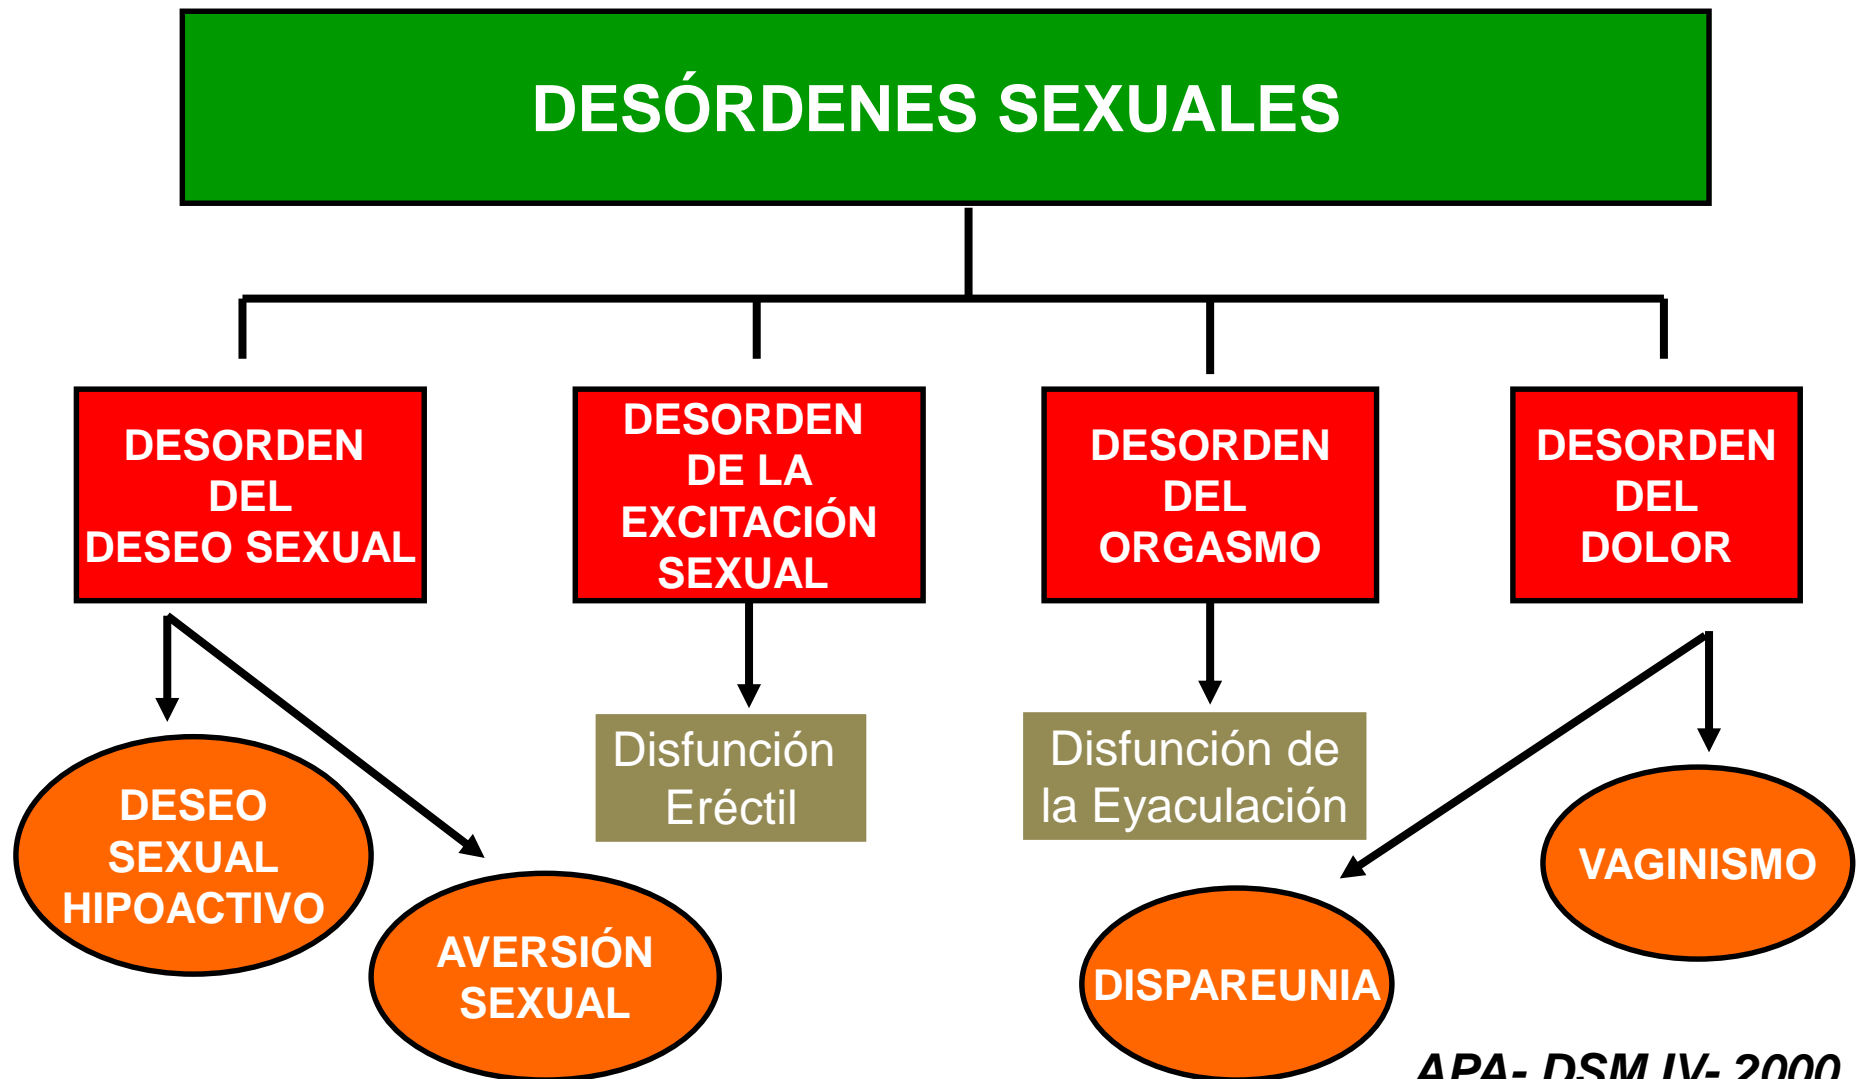 DESÓRDENES SEXUALES
DESORDEN
DEL
DESEO SEXUAL
DESORDEN
DE LA
EXCITACIÓN
SEXUAL
DESORDEN
DEL
ORGASMO
DESORDEN
DEL
DOLOR
DESEO
SEXUAL
HIPOACTIVO
AVERSIÓN
SEXUAL
Disfunción
Eréctil
Disfunción de
la Eyaculación
DISPAREUNIA
VAGINISMO
APA- DSM IV- 2000